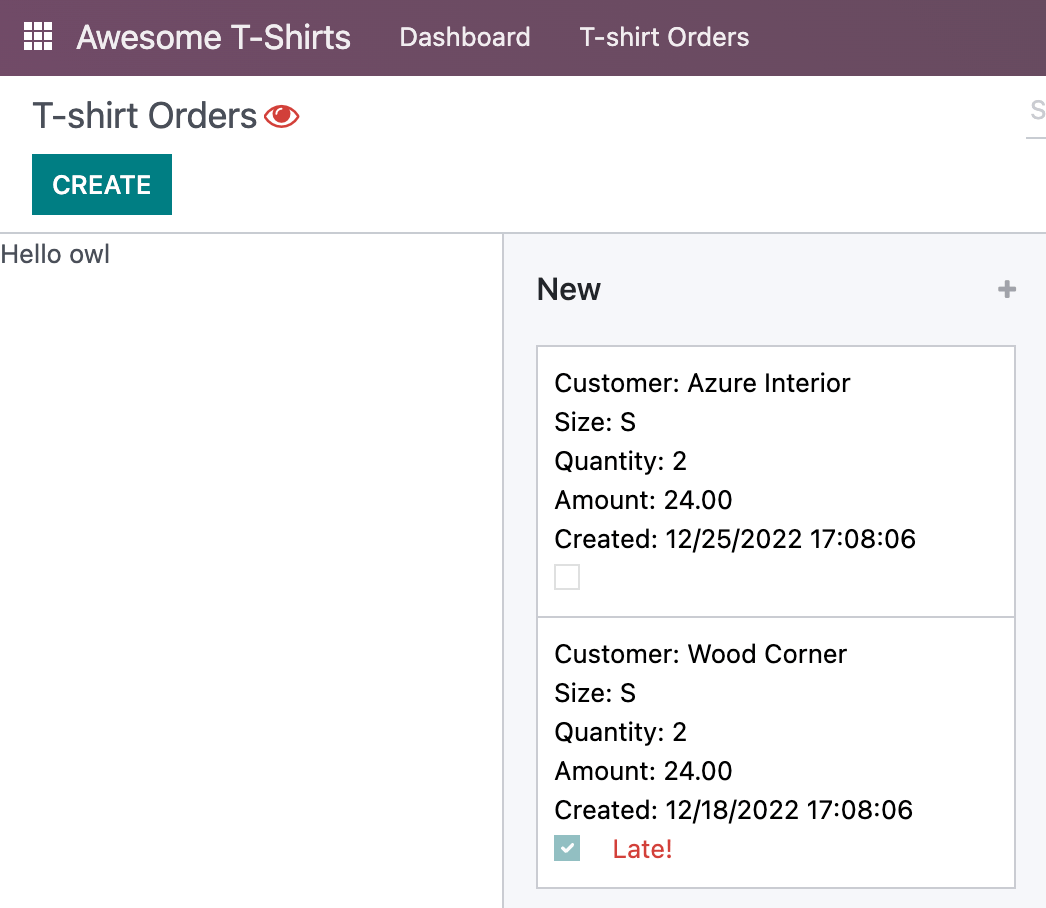 Awesome T-Shirts Dashboard T-shirt Orders
T-shirt Orders
S
CREATE
Hello owl
New
Customer: Azure Interior
Size: S
Quantity: 2
Amount: 24.00
Created: 12/25/2022 17:08:06
Customer: Wood Corner
Size: S
Quantity: 2
Amount: 24.00
Created: 12/18/2022 17:08:06
Late!